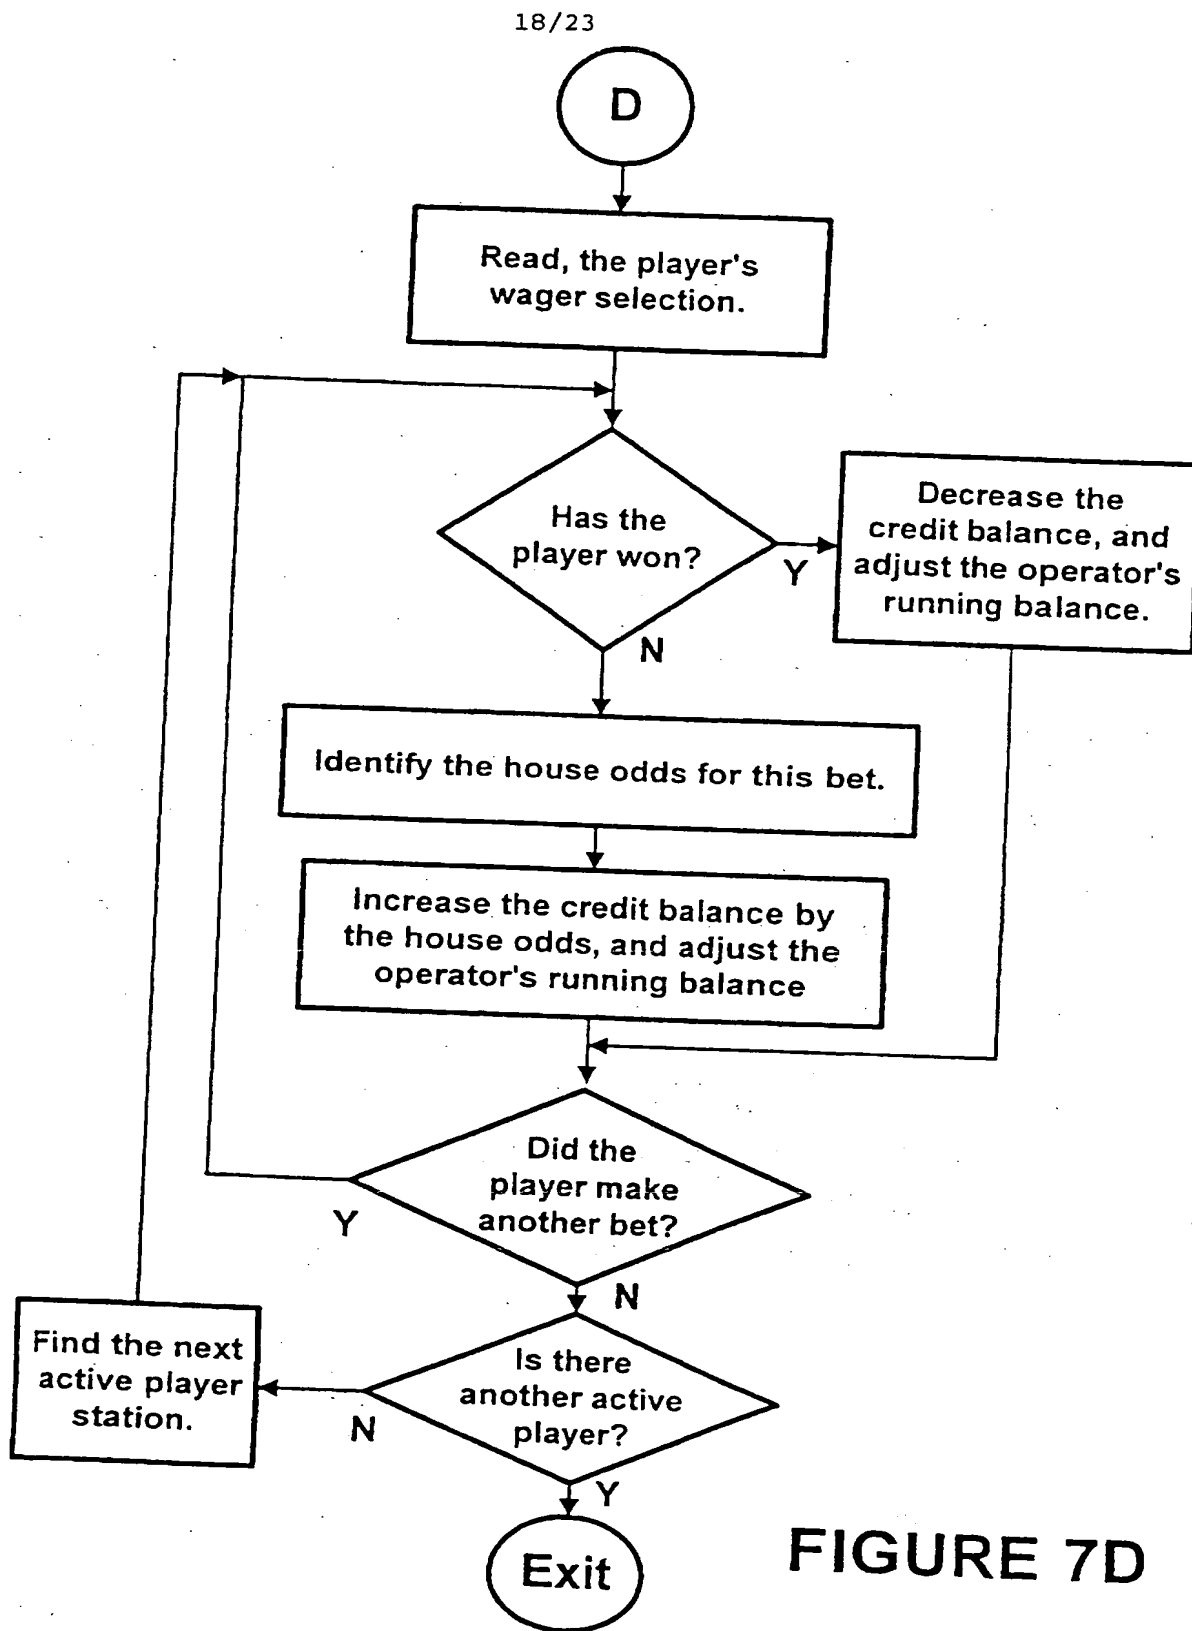 18/23
D
Read, the player's
wager selection.
Has the
player won?
Y
Decrease the
credit balance, and
adjust the operator's
running balance.
N
Identify the house odds for this bet.
Increase the credit balance by
the house odds, and adjust the
operator's running balance
Did the
player make
another bet?
Y
N
Find the next
active player
station.
Is there
another active
player?
N
Y
Exit
FIGURE 7D